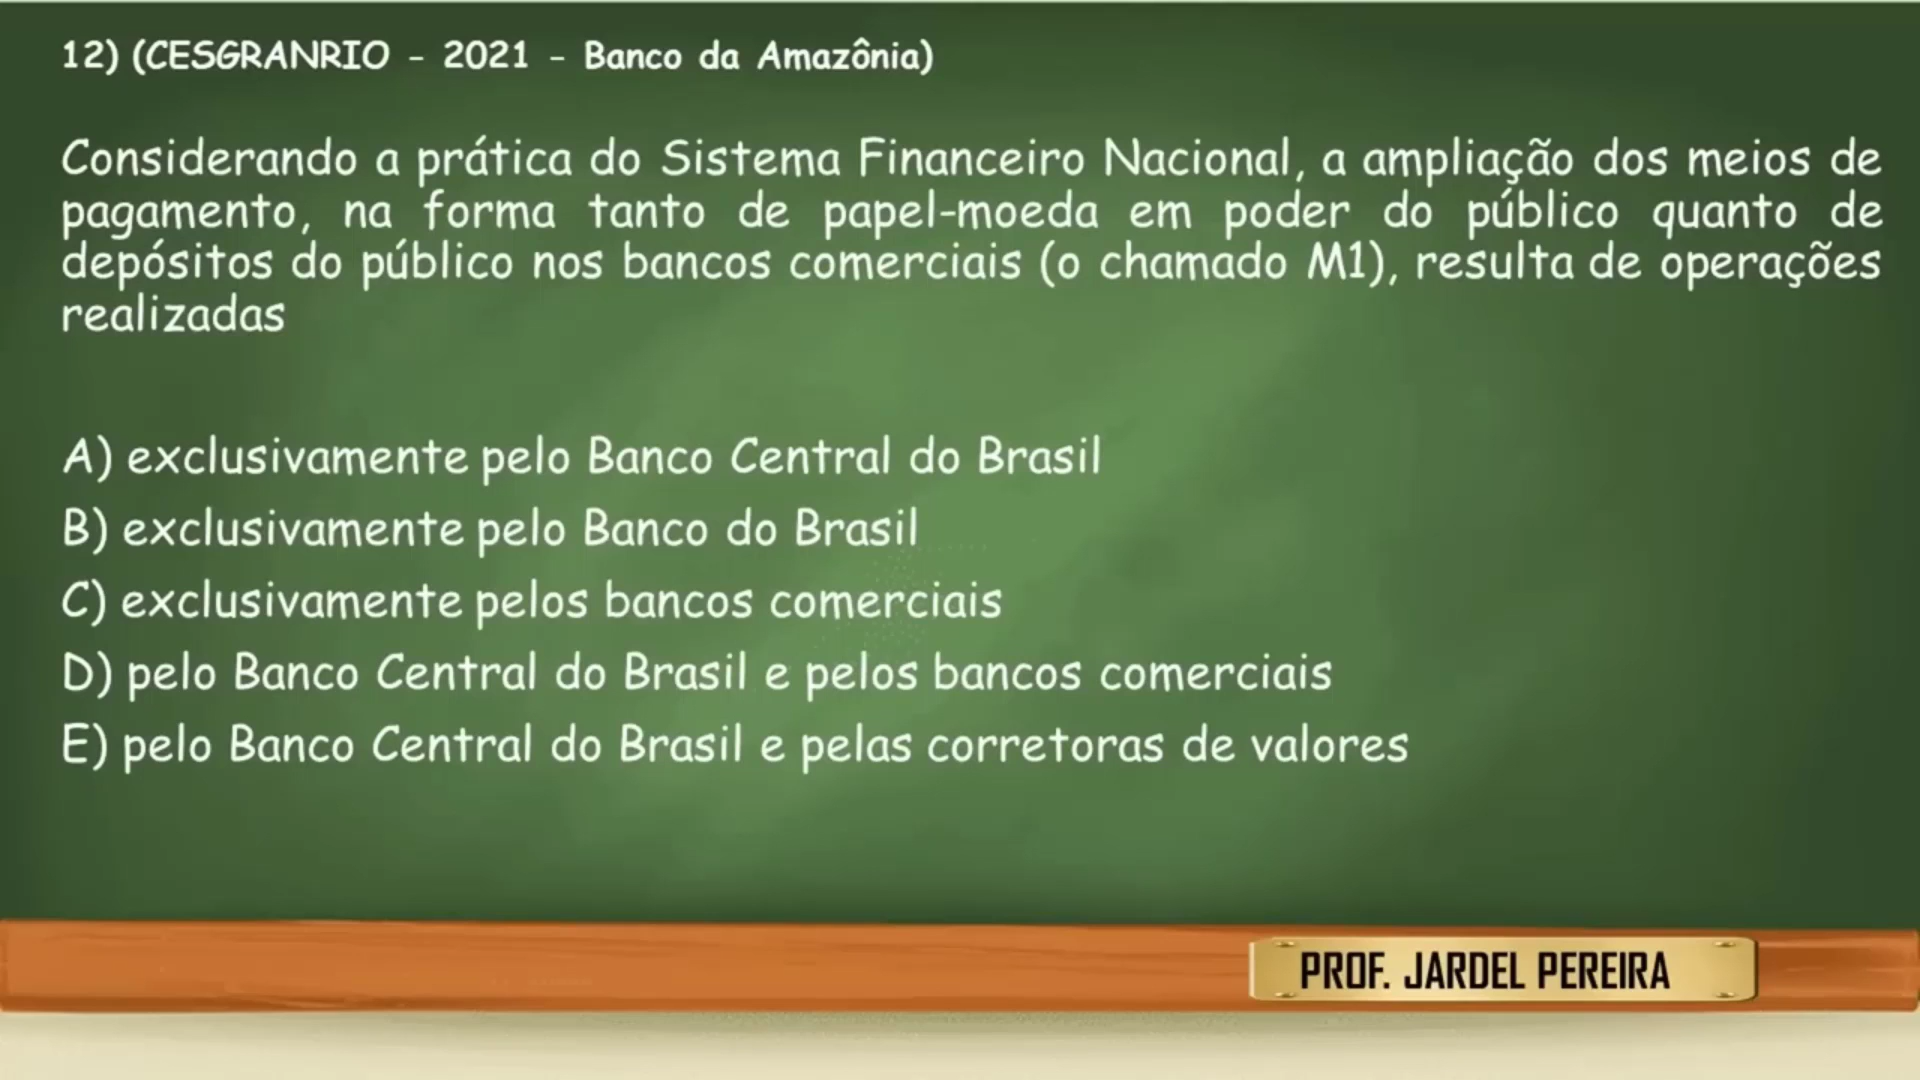 12) (CESGRANRIO - 2021 - Banco da Amazônia)
Considerando a prática do Sistema Financeiro Nacional, a ampliação dos meios de
pagamento, na forma tanto de papel-moeda em poder do público quanto de
depósitos do público nos bancos comerciais (o chamado M1), resulta de operações
realizadas
A) exclusivamente pelo Banco Central do Brasil
B) exclusivamente pelo Banco do Brasil
C) exclusivamente pelos bancos comerciais
D) pelo Banco Central do Brasil e pelos bancos comerciais
E) pelo Banco Central do Brasil e pelas corretoras de valores
PROF. JARDEL PEREIRA